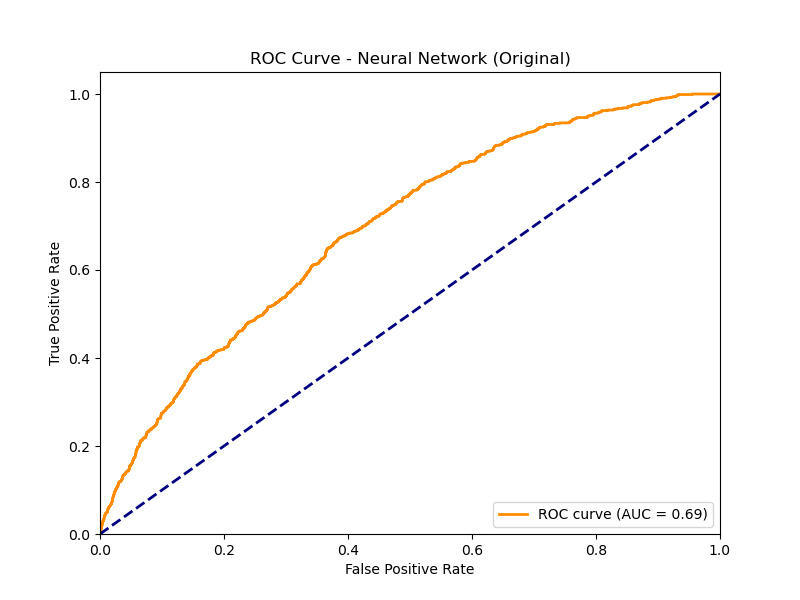 ROC Curve - Neural Network (Original)
True Positive Rate
1.0
0.8
0.6
0.4
0.2
0.0
0.0 0.2 0.4 0.6 0.8 1.0
False Positive Rate
ROC curve (AUC = 0.69)